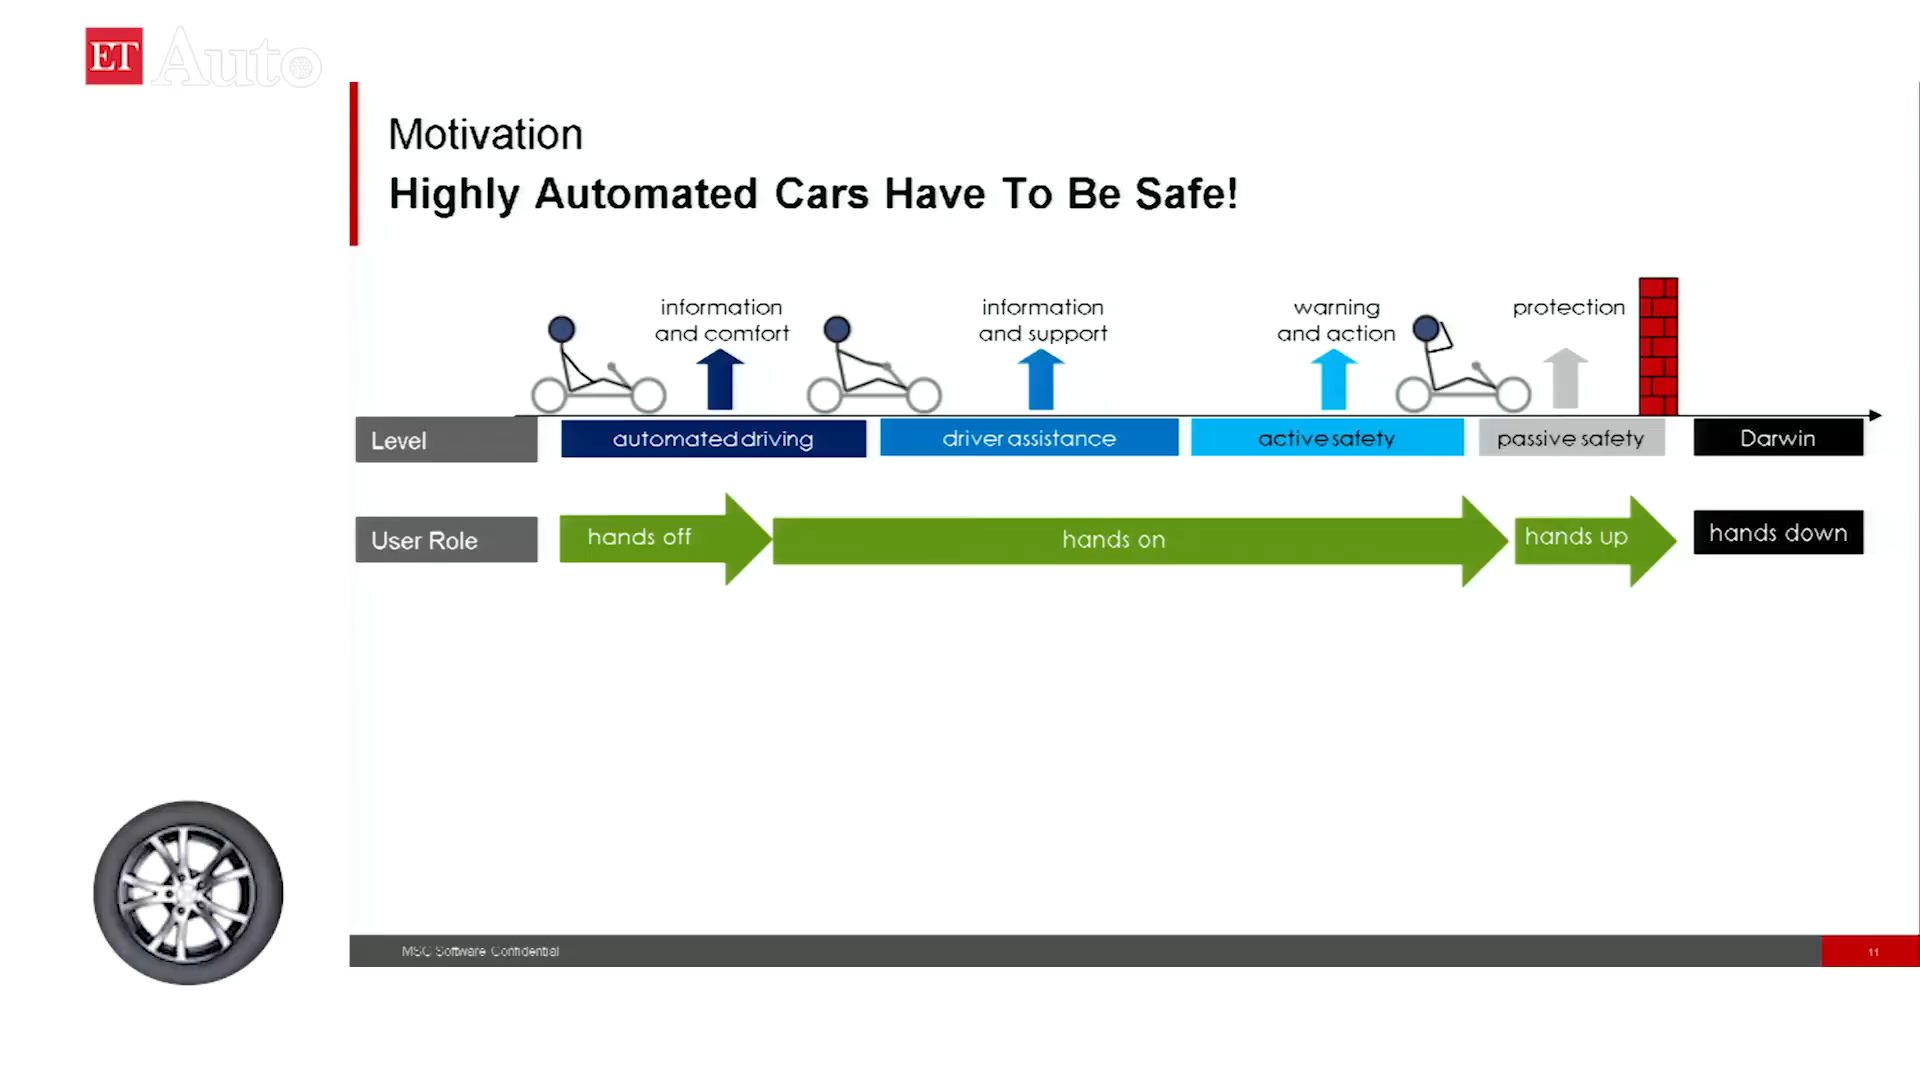 ET Auto
Motivation
Highly Automated Cars Have To Be Safe!
information
and comfort
information
and support
warning
and action
protection
Level
automated driving
driver assistance
active safety
passive safety
Darwin
User Role
hands off
hands on
hands up
hands down
MSC Software Confidential
11